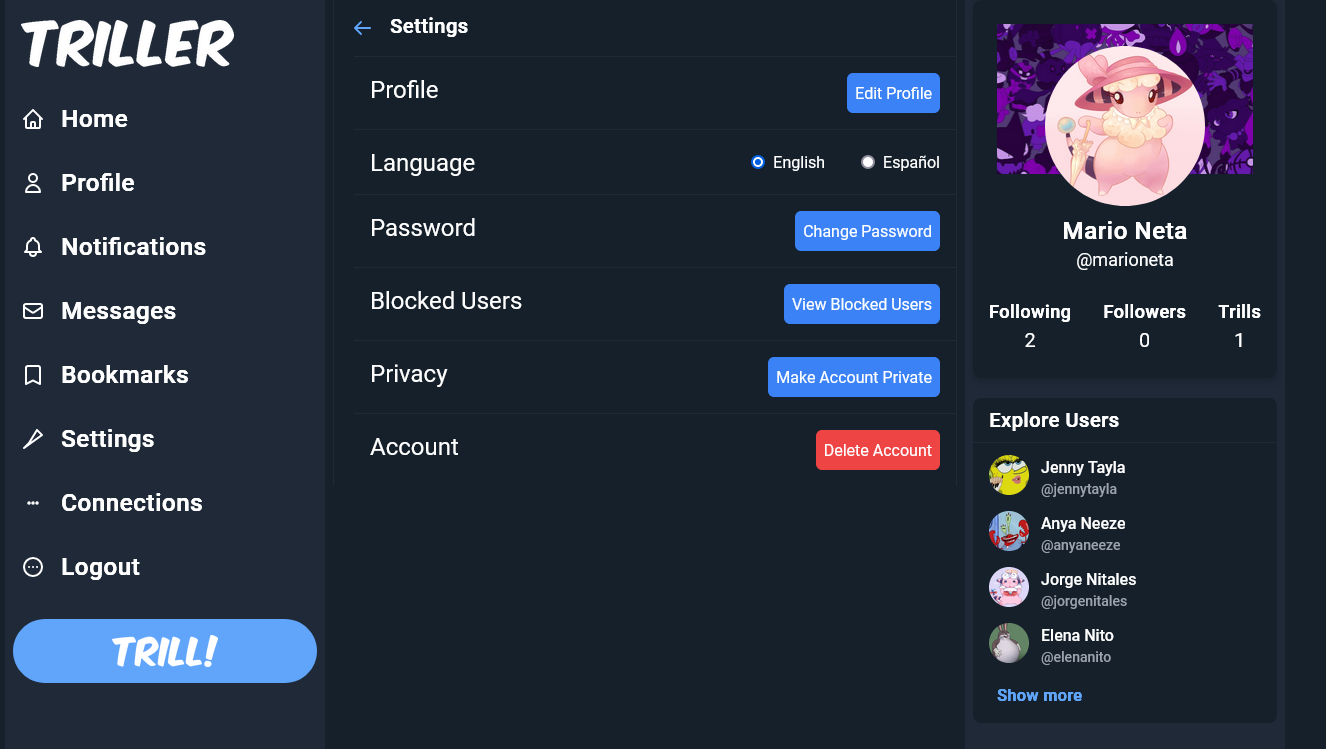 TRILLER
Home
Profile
Notifications
Messages
Bookmarks
Settings
Connections
Logout
TRILL!
Settings
Profile
Edit Profile
Language
English
Español
Password
Change Password
Blocked Users
View Blocked Users
Privacy
Make Account Private
Account
Delete Account
Mario Neta
@marioneta
Following Followers Trills
2 0 1
Explore Users
Jenny Tayla
@jennytayla
Anya Neeze
@anyaneeze
Jorge Nitales
@jorgenitales
Elena Nito
@elenanito
Show more